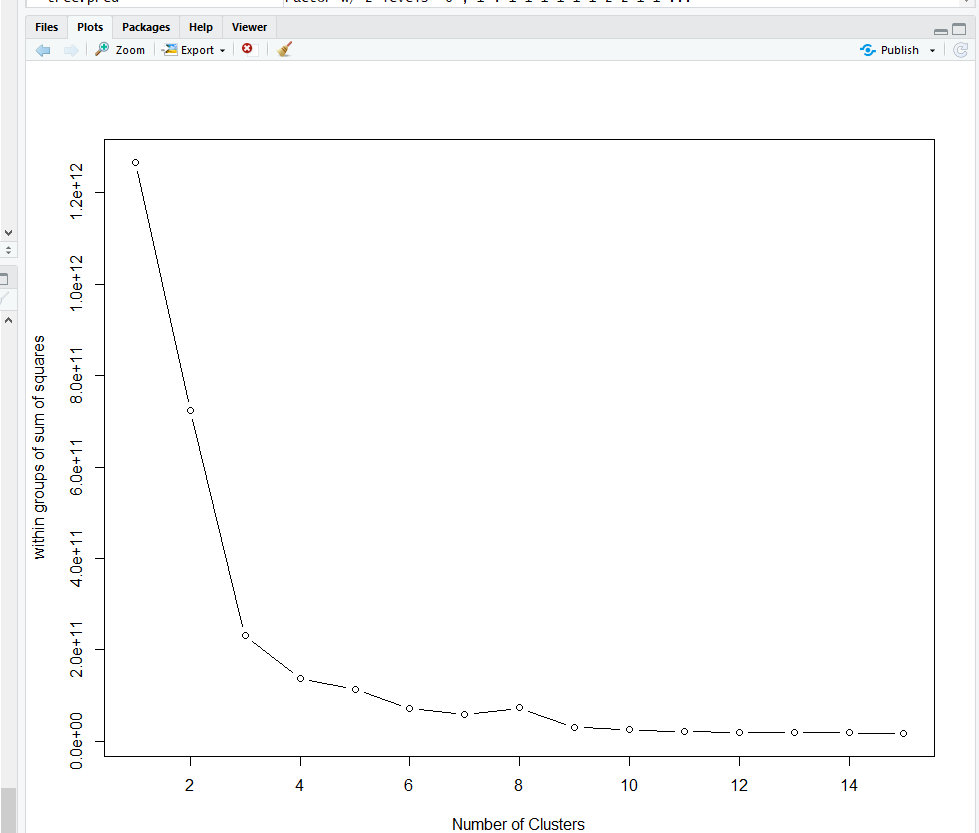 Files Plots Packages Help Viewer
Zoom Export Publish
within groups of sum of squares
1.2e+12
1.0e+12
8.0e+11
6.0e+11
4.0e+11
2.0e+11
0.0e+00
2 4 6 8 10 12 14
Number of Clusters